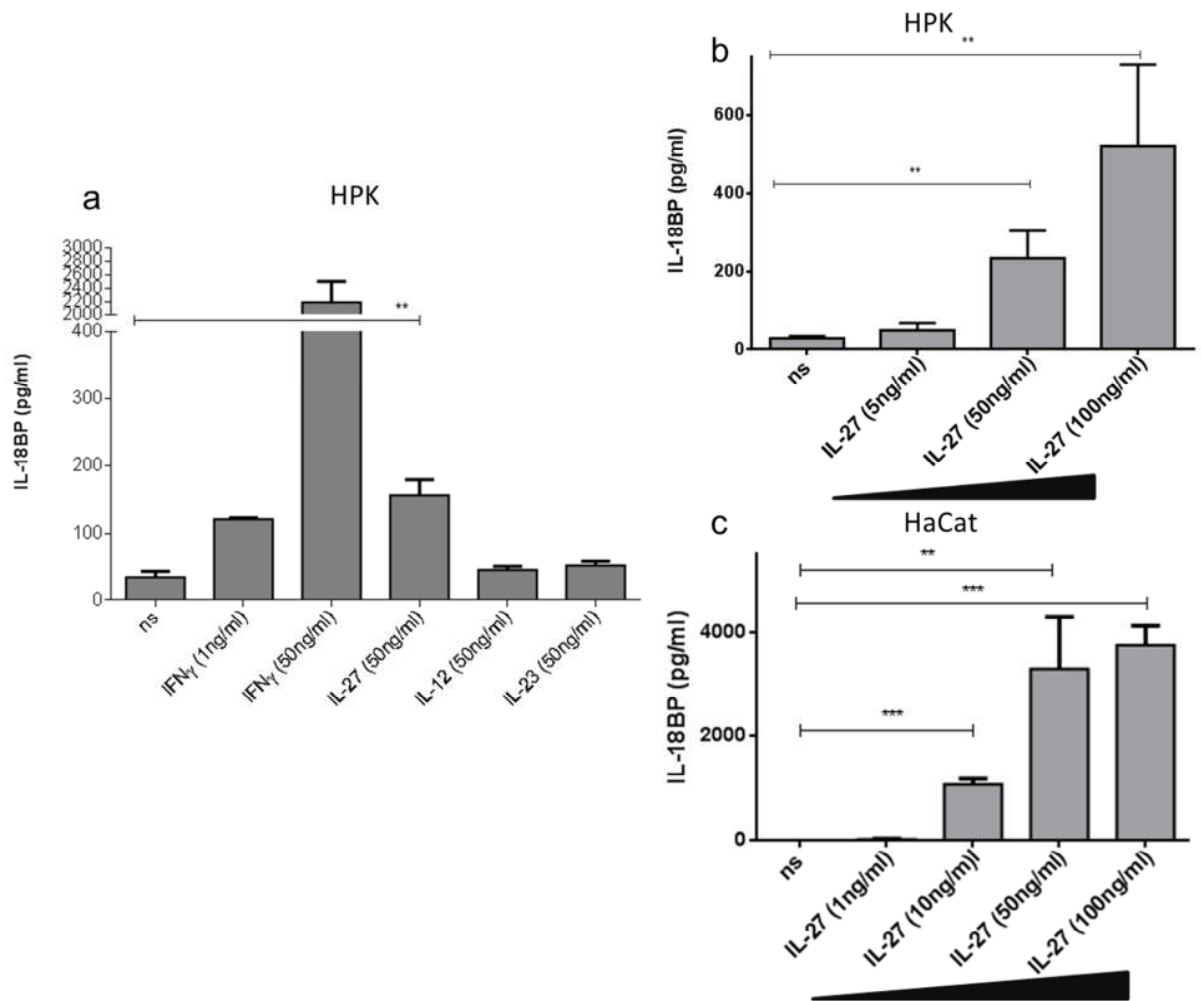 a
HPK
IL-18BP (pg/ml)
3000
2800
2600
2400
2200
2000
400
300
200
100
0
**
ns
IFNγ (1ng/ml)
IFNγ (50ng/ml)
IL-27 (50ng/ml)
IL-12 (50ng/ml)
IL-23 (50ng/ml)
b
HPK
IL-18BP (pg/ml)
600
400
200
0
**
**
ns
IL-27 (5ng/ml)
IL-27 (50ng/ml)
IL-27 (100ng/ml)
c
HaCat
IL-18BP (pg/ml)
4000
2000
0
**
***
***
ns
IL-27 (1ng/ml)
IL-27 (10ng/ml)
IL-27 (50ng/ml)
IL-27 (100ng/ml)